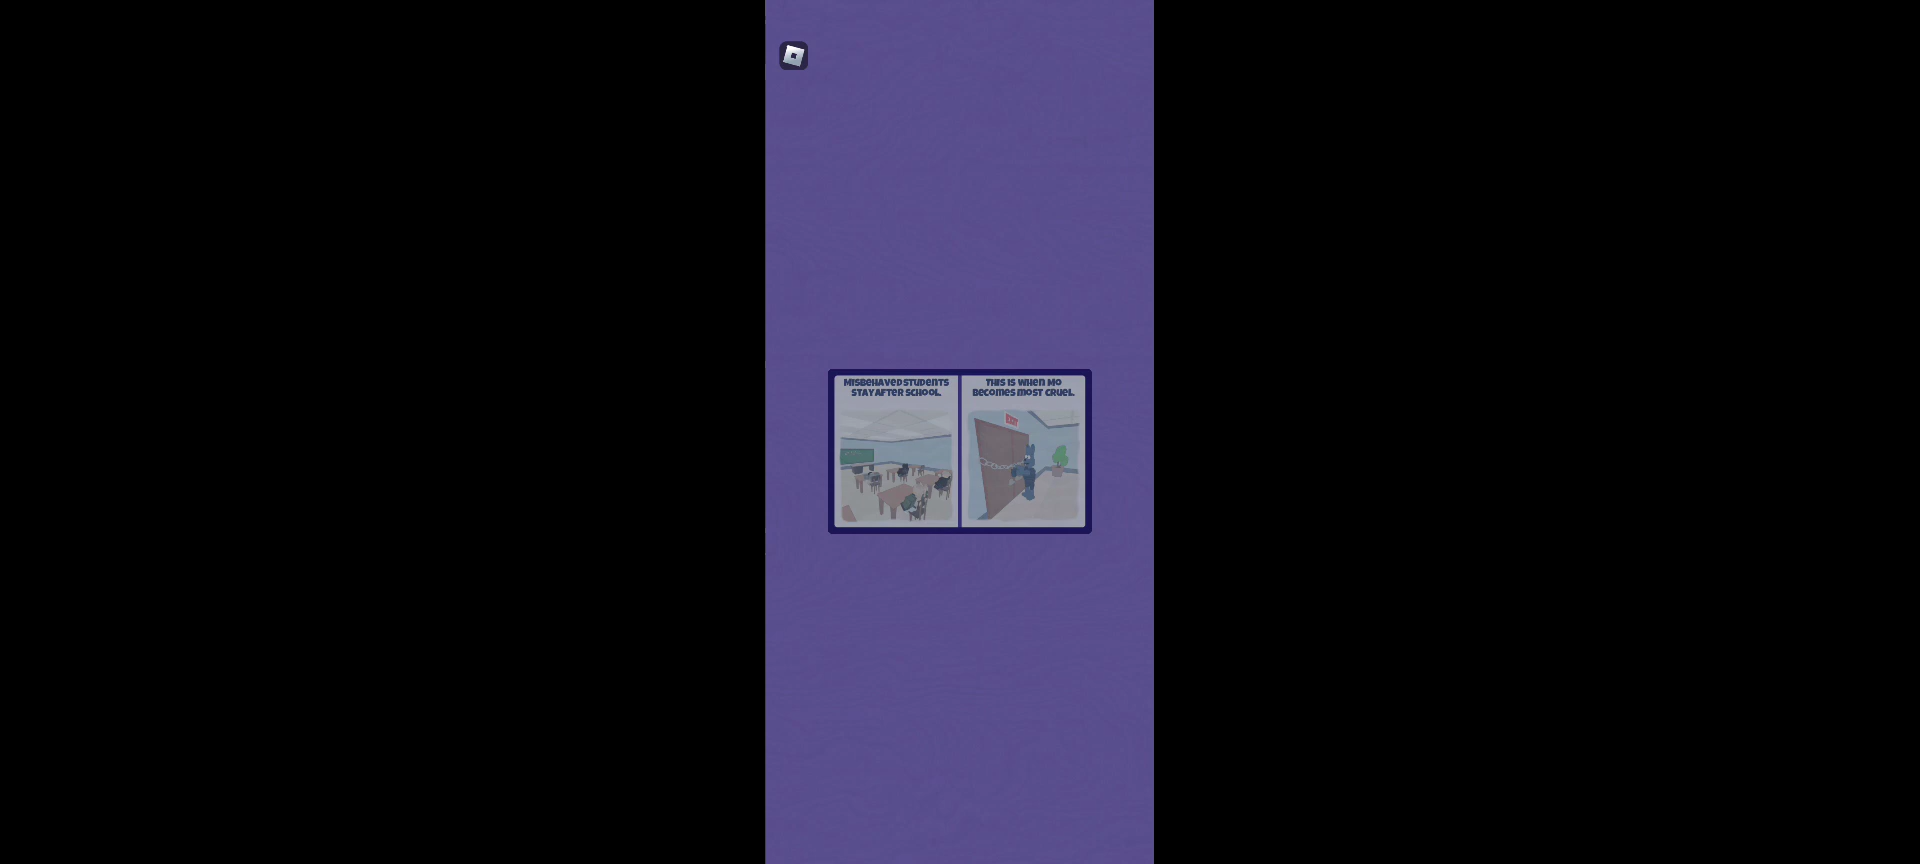 MISBEHAVED STUDENTS
STAY AFTER SCHOOL.
THIS IS WHEN MO
BECOMES MOST CRUEL.